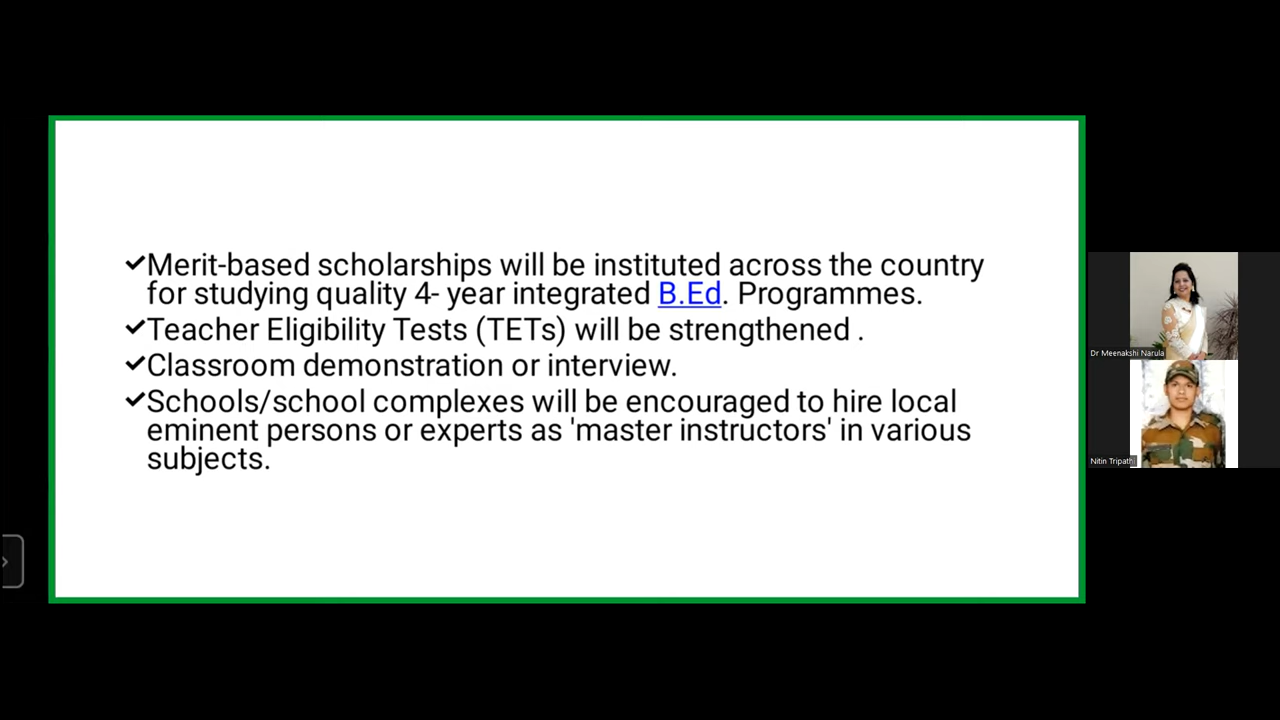 ✓Merit-based scholarships will be instituted across the country
for studying quality 4- year integrated B.Ed. Programmes.
✓Teacher Eligibility Tests (TETs) will be strengthened .
✓Classroom demonstration or interview.
✓Schools/school complexes will be encouraged to hire local
eminent persons or experts as 'master instructors' in various
subjects.
Dr Meenakshi Narula
Nitin Tripathi